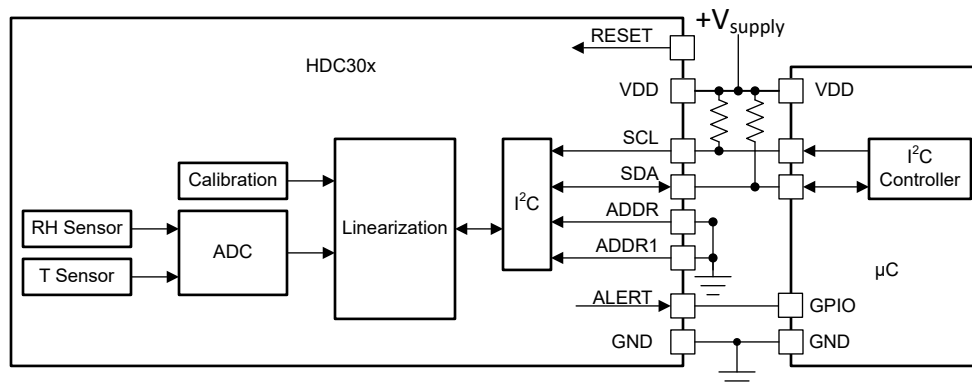 +Vsupply
RESET
HDC30x
VDD
VDD
SCL
I²C
Controller
Calibration
SDA
I²C
Linearization
RH Sensor
ADC
ADDR
T Sensor
ADDR1
µC
ALERT
GPIO
GND
GND